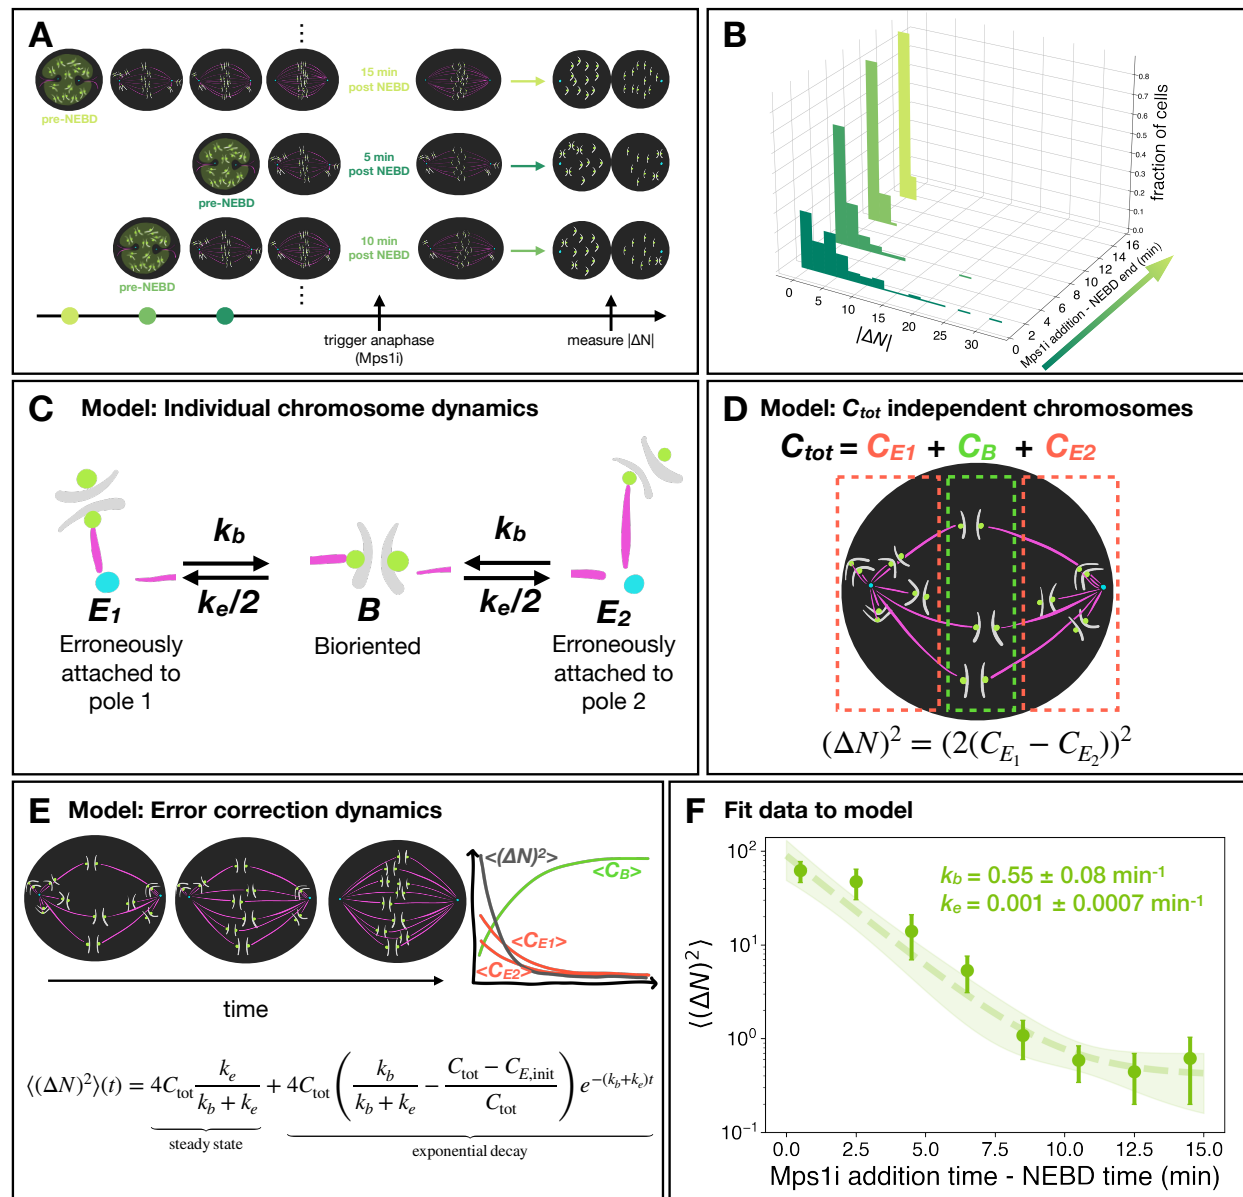 A
pre-NEBD
15 min
post NEBD
pre-NEBD
5 min
post NEBD
pre-NEBD
10 min
post NEBD
trigger anaphase
(Mps1i)
measure |ΔN|
B
0.8
0.7
0.6
0.5
0.4
0.3
0.2
0.1
0.0
fraction of cells
0 5 10 15 20 25 30
|ΔN|
0 2 4 6 8 10 12 14 16
Mps1i addition - NEBD end (min)
C Model: Individual chromosome dynamics
k_b
k_e/2
k_b
k_e/2
E₁
Erroneously
attached to
pole 1
B
Bioriented
E₂
Erroneously
attached to
pole 2
D Model: C_tot independent chromosomes
C_tot = C_E1 + C_B + C_E2
(ΔN)² = (2(C_E₁ − C_E₂))²
E Model: Error correction dynamics
time
<(ΔN)²>
<C_B>
<C_E1>
<C_E2>
⟨(ΔN)²⟩(t) = 4C_tot k_e/(k_b + k_e) + 4C_tot (k_b/(k_b + k_e) − (C_tot − C_E,init)/C_tot) e^−(k_b+k_e)t
steady state
exponential decay
F Fit data to model
k_b = 0.55 ± 0.08 min⁻¹
k_e = 0.001 ± 0.0007 min⁻¹
10²
10¹
10⁰
10⁻¹
⟨(ΔN)²⟩
0.0 2.5 5.0 7.5 10.0 12.5 15.0
Mps1i addition time - NEBD time (min)